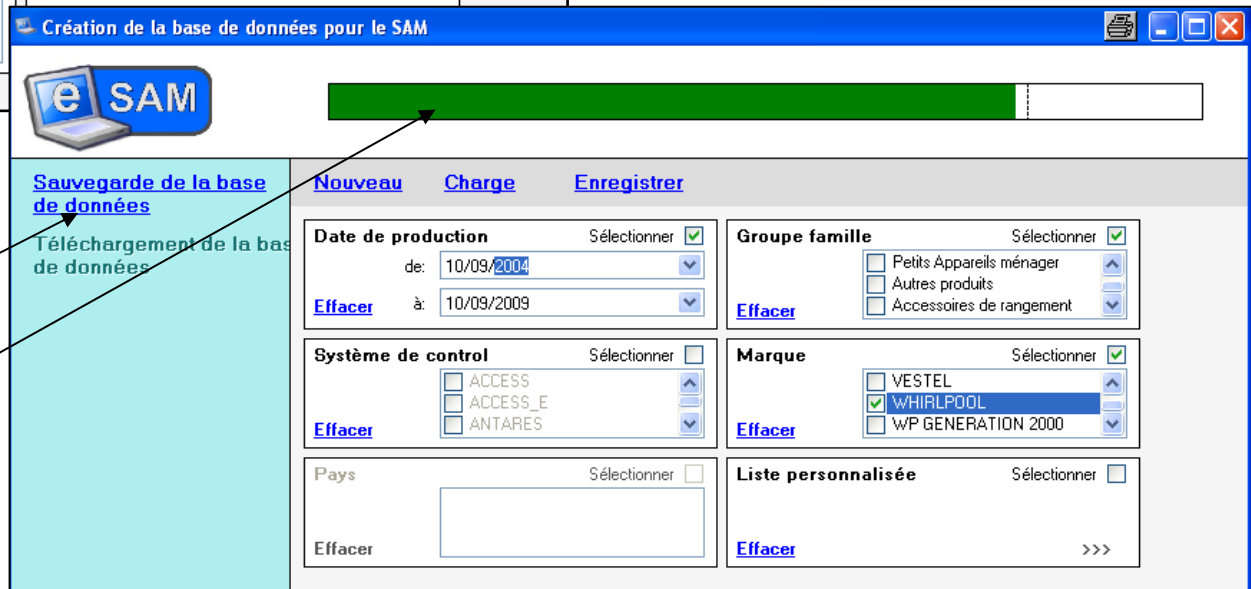 Création de la base de données pour le SAM
e SAM
Sauvegarde de la base
de données
Téléchargement de la bas
de données
Nouveau Charge Enregistrer
Date de production Sélectionner
de: 10/09/2004
Effacer à: 10/09/2009
Groupe famille Sélectionner
Petits Appareils ménager
Autres produits
Accessoires de rangement
Effacer
Système de control Sélectionner
ACCESS
ACCESS_E
ANTARES
Effacer
Marque Sélectionner
VESTEL
WHIRLPOOL
WP GENERATION 2000
Effacer
Pays Sélectionner
Effacer
Liste personnalisée Sélectionner
Effacer >>>